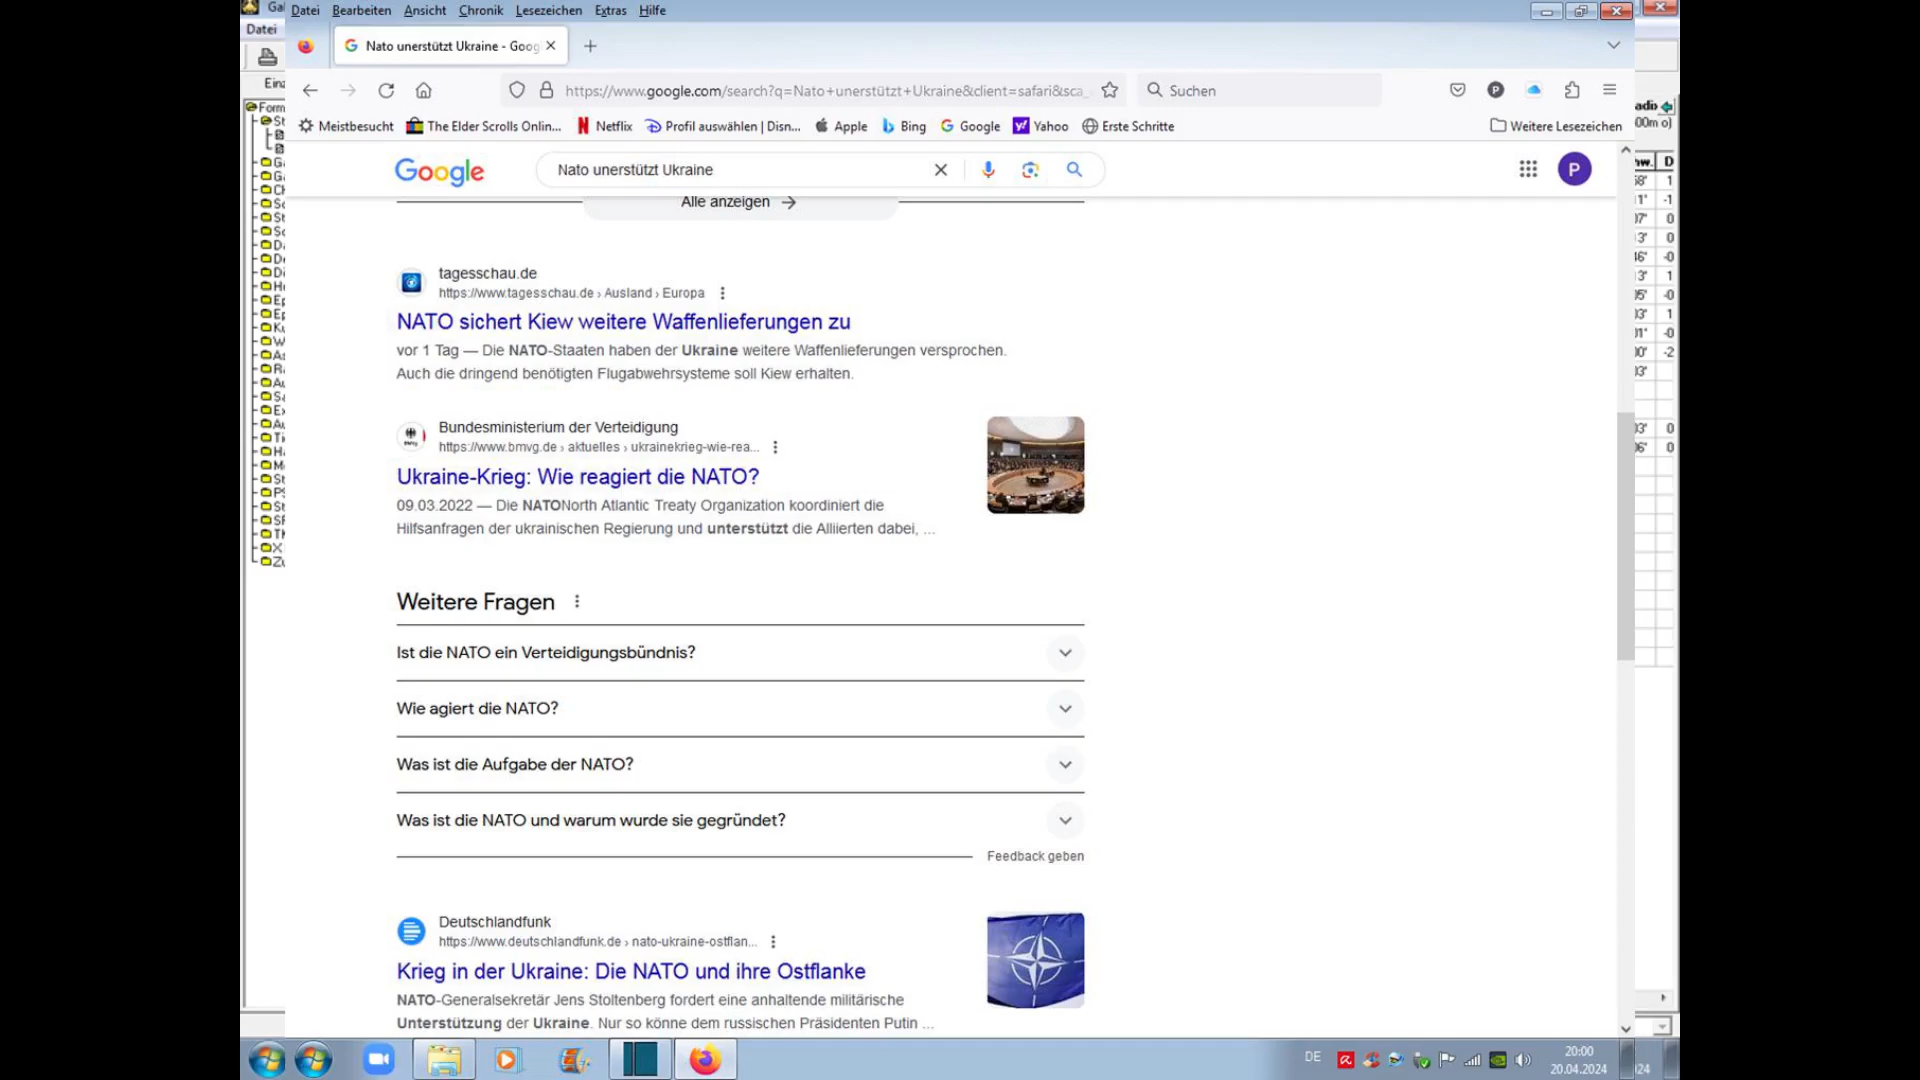 Datei Bearbeiten Ansicht Chronik Lesezeichen Extras Hilfe
Datei
Nato unerstützt Ukraine - Goog
https://www.google.com/search?q=Nato+unerstützt+Ukraine&client=safari&sca_
Suchen
Meistbesucht The Elder Scrolls Onlin... Netflix Profil auswählen | Disn... Apple Bing Google Yahoo Erste Schritte Weitere Lesezeichen
Google Nato unerstützt Ukraine P
Alle anzeigen
tagesschau.de
https://www.tagesschau.de › Ausland › Europa
NATO sichert Kiew weitere Waffenlieferungen zu
vor 1 Tag — Die NATO-Staaten haben der Ukraine weitere Waffenlieferungen versprochen.
Auch die dringend benötigten Flugabwehrsysteme soll Kiew erhalten.
Bundesministerium der Verteidigung
https://www.bmvg.de › aktuelles › ukrainekrieg-wie-rea...
Ukraine-Krieg: Wie reagiert die NATO?
09.03.2022 — Die NATONorth Atlantic Treaty Organization koordiniert die
Hilfsanfragen der ukrainischen Regierung und unterstützt die Alliierten dabei, ...
Weitere Fragen
Ist die NATO ein Verteidigungsbündnis?
Wie agiert die NATO?
Was ist die Aufgabe der NATO?
Was ist die NATO und warum wurde sie gegründet?
Feedback geben
Deutschlandfunk
https://www.deutschlandfunk.de › nato-ukraine-ostflan...
Krieg in der Ukraine: Die NATO und ihre Ostflanke
NATO-Generalsekretär Jens Stoltenberg fordert eine anhaltende militärische
Unterstützung der Ukraine. Nur so könne dem russischen Präsidenten Putin ...
DE
20:00
20.04.2024